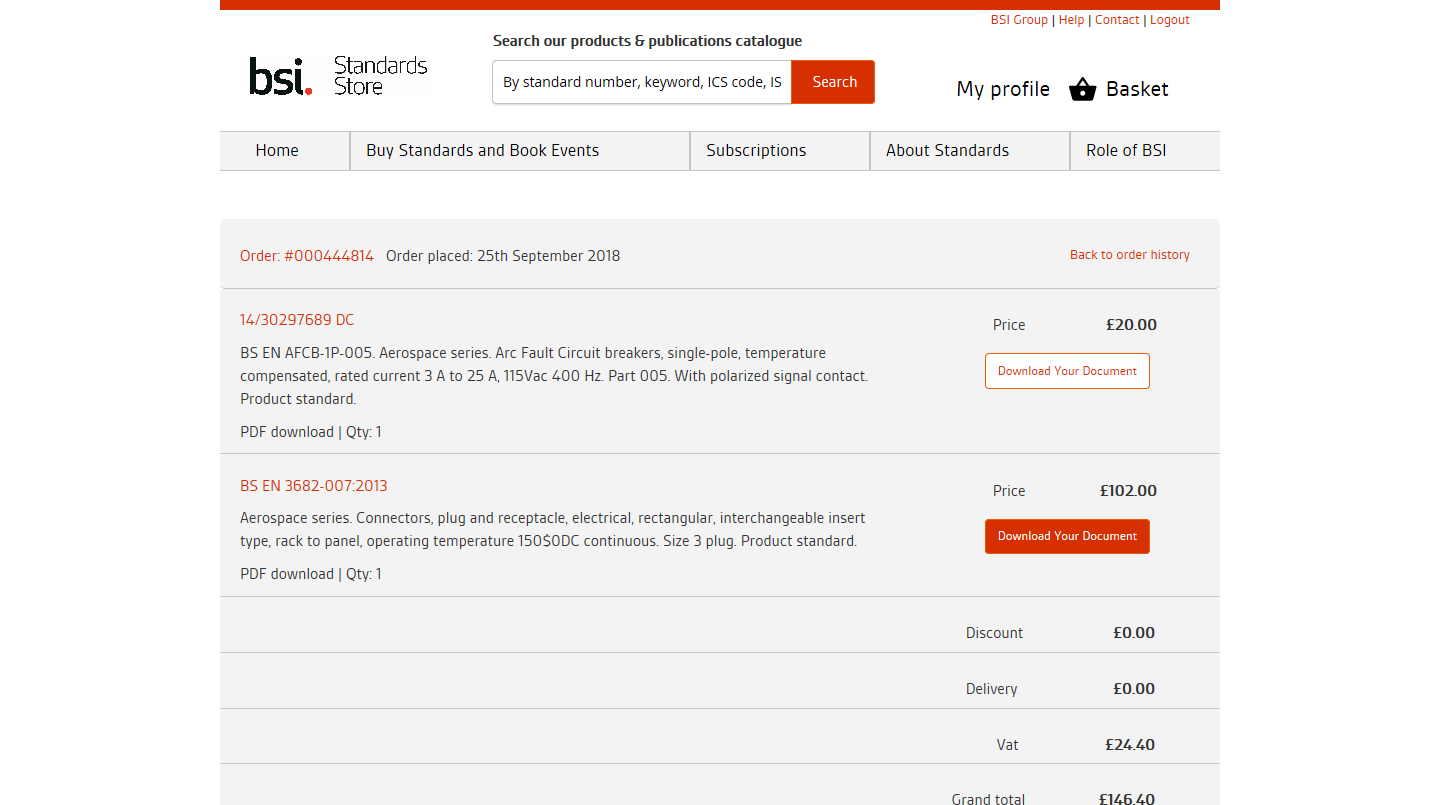 BSI Group | Help | Contact | Logout
Search our products & publications catalogue
bsi. Standards Store
By standard number, keyword, ICS code, IS
Search
My profile
Basket
Home
Buy Standards and Book Events
Subscriptions
About Standards
Role of BSI
Order: #000444814 Order placed: 25th September 2018
Back to order history
14/30297689 DC
Price £20.00
BS EN AFCB-1P-005. Aerospace series. Arc Fault Circuit breakers, single-pole, temperature
compensated, rated current 3 A to 25 A, 115Vac 400 Hz. Part 005. With polarized signal contact.
Product standard.
Download Your Document
PDF download | Qty: 1
BS EN 3682-007:2013
Price £102.00
Aerospace series. Connectors, plug and receptacle, electrical, rectangular, interchangeable insert
type, rack to panel, operating temperature 150$0DC continuous. Size 3 plug. Product standard.
Download Your Document
PDF download | Qty: 1
Discount £0.00
Delivery £0.00
Vat £24.40
Grand total £146.40